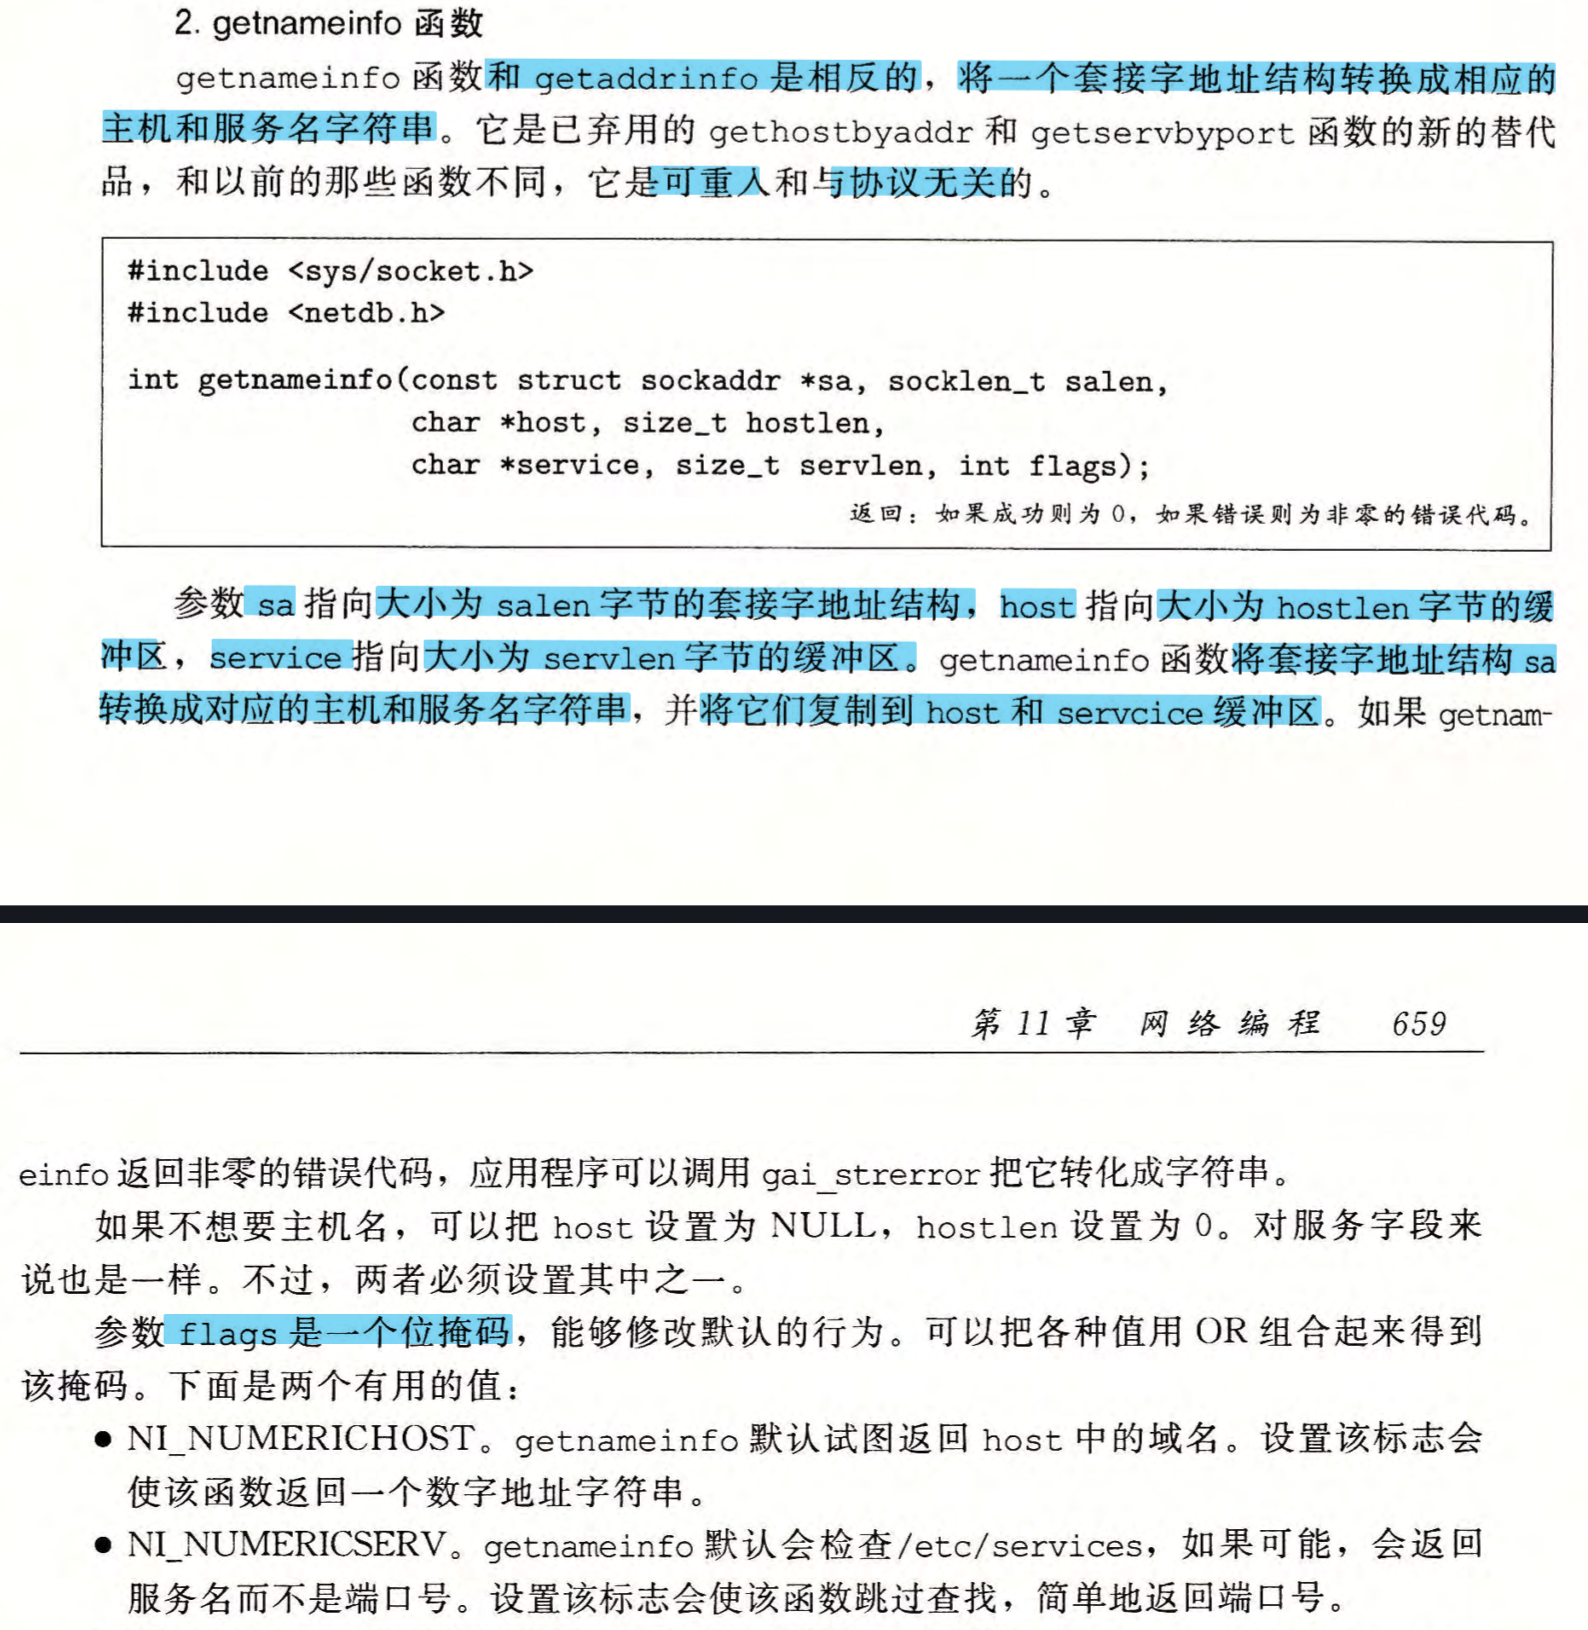 2. getnameinfo 函数
getnameinfo 函数和 getaddrinfo 是相反的，将一个套接字地址结构转换成相应的
主机和服务名字符串。它是已弃用的 gethostbyaddr 和 getservbyport 函数的新的替代
品，和以前的那些函数不同，它是可重入和与协议无关的。
#include <sys/socket.h>
#include <netdb.h>
int getnameinfo(const struct sockaddr *sa, socklen_t salen,
char *host, size_t hostlen,
char *service, size_t servlen, int flags);
返回：如果成功则为 0，如果错误则为非零的错误代码。
参数 sa 指向大小为 salen 字节的套接字地址结构，host 指向大小为 hostlen 字节的缓
冲区，service 指向大小为 servlen 字节的缓冲区。getnameinfo 函数将套接字地址结构 sa
转换成对应的主机和服务名字符串，并将它们复制到 host 和 servcice 缓冲区。如果 getnam-
第 11 章 网络编程 659
einfo 返回非零的错误代码，应用程序可以调用 gai_strerror 把它转化成字符串。
如果不想要主机名，可以把 host 设置为 NULL，hostlen 设置为 0。对服务字段来
说也是一样。不过，两者必须设置其中之一。
参数 flags 是一个位掩码，能够修改默认的行为。可以把各种值用 OR 组合起来得到
该掩码。下面是两个有用的值：
● NI_NUMERICHOST。getnameinfo 默认试图返回 host 中的域名。设置该标志会
使该函数返回一个数字地址字符串。
● NI_NUMERICSERV。getnameinfo 默认会检查/etc/services，如果可能，会返回
服务名而不是端口号。设置该标志会使该函数跳过查找，简单地返回端口号。